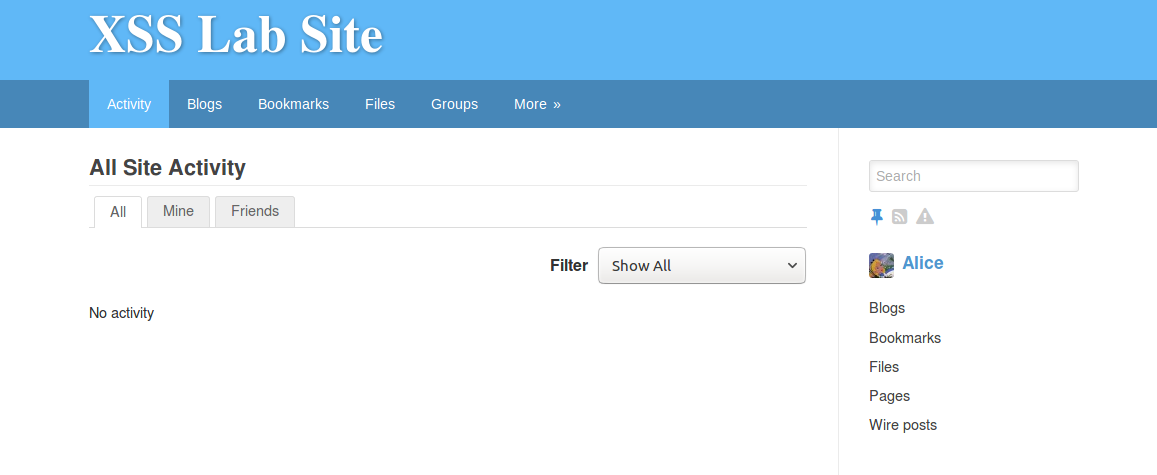 XSS Lab Site
Activity Blogs Bookmarks Files Groups More »
All Site Activity
All Mine Friends
Filter Show All
No activity
Search
Alice
Blogs
Bookmarks
Files
Pages
Wire posts